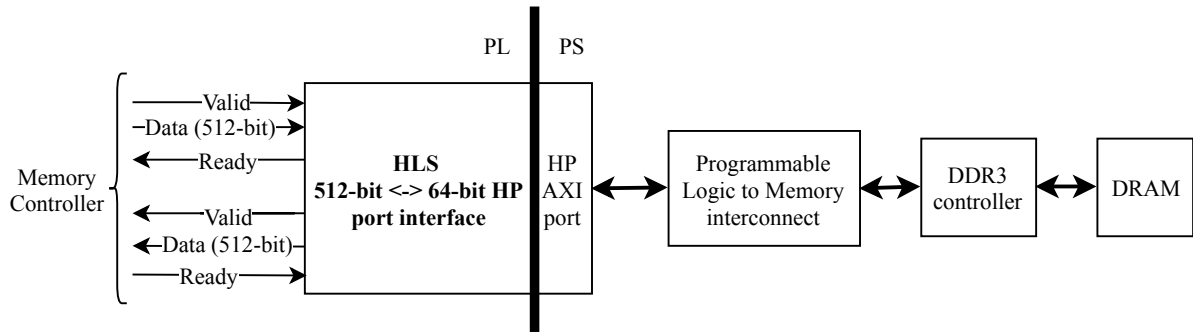 PL
PS
Valid
Data (512-bit)
Ready
Memory
Controller
Valid
Data (512-bit)
Ready
HLS
512-bit <-> 64-bit HP
port interface
HP
AXI
port
Programmable
Logic to Memory
interconnect
DDR3
controller
DRAM